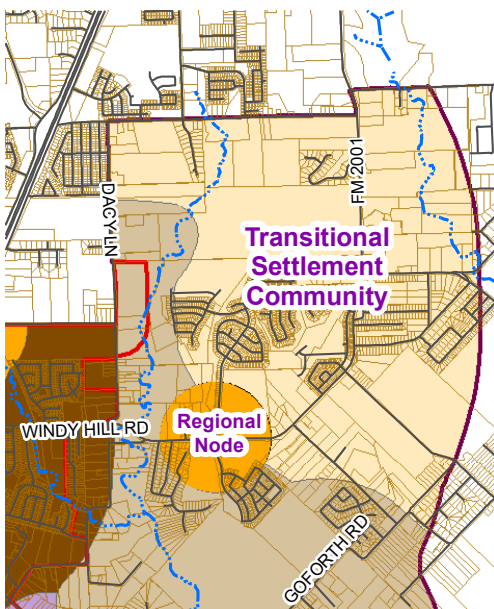 DACY LN
FM 2001
Transitional
Settlement
Community
WINDY HILL RD
Regional
Node
GOFORTH RD